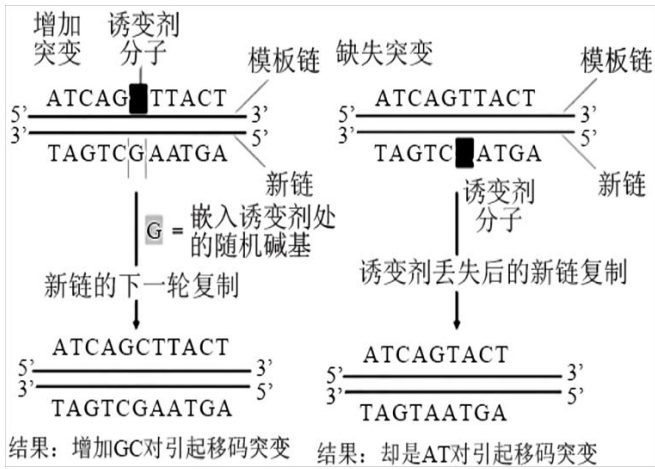 增加
突变
诱变剂
分子
模板链
ATCAG TTACT
5’ 3’
3’ 5’
TAGTCGAATGA
新链
G = 嵌入诱变剂处
的随机碱基
新链的下一轮复制
ATCAGCTTACT
5’ 3’
3’ 5’
TAGTCGAATGA
结果：增加GC对引起移码突变
缺失突变
模板链
ATCAGTTACT
5’ 3’
3’ 5’
TAGTC ATGA
新链
诱变剂
分子
诱变剂丢失后的新链复制
ATCAGTACT
5’ 3’
3’ 5’
TAGTAATGA
结果：却是AT对引起移码突变